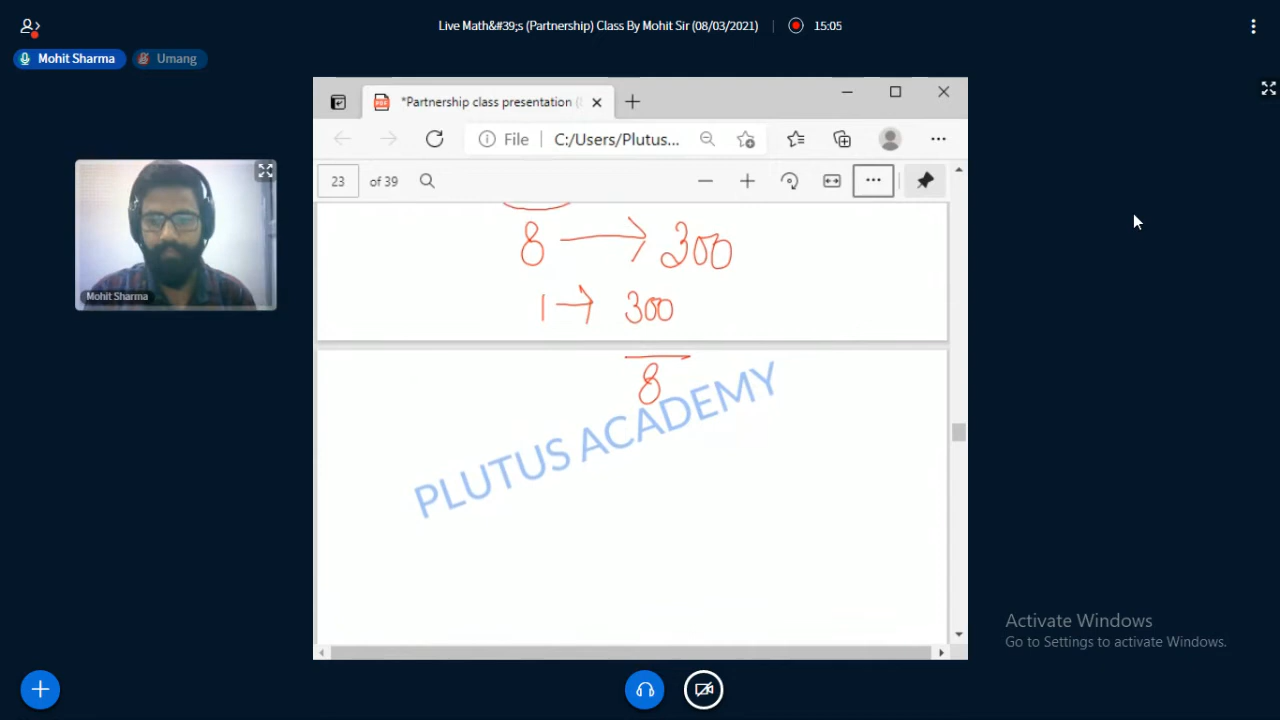 Live Math&#39;s (Partnership) Class By Mohit Sir (08/03/2021)
15:05
Mohit Sharma
Umang
*Partnership class presentation (
File
C:/Users/Plutus...
23 of 39
8 → 300
1 → 300
8
PLUTUS ACADEMY
Mohit Sharma
Activate Windows
Go to Settings to activate Windows.